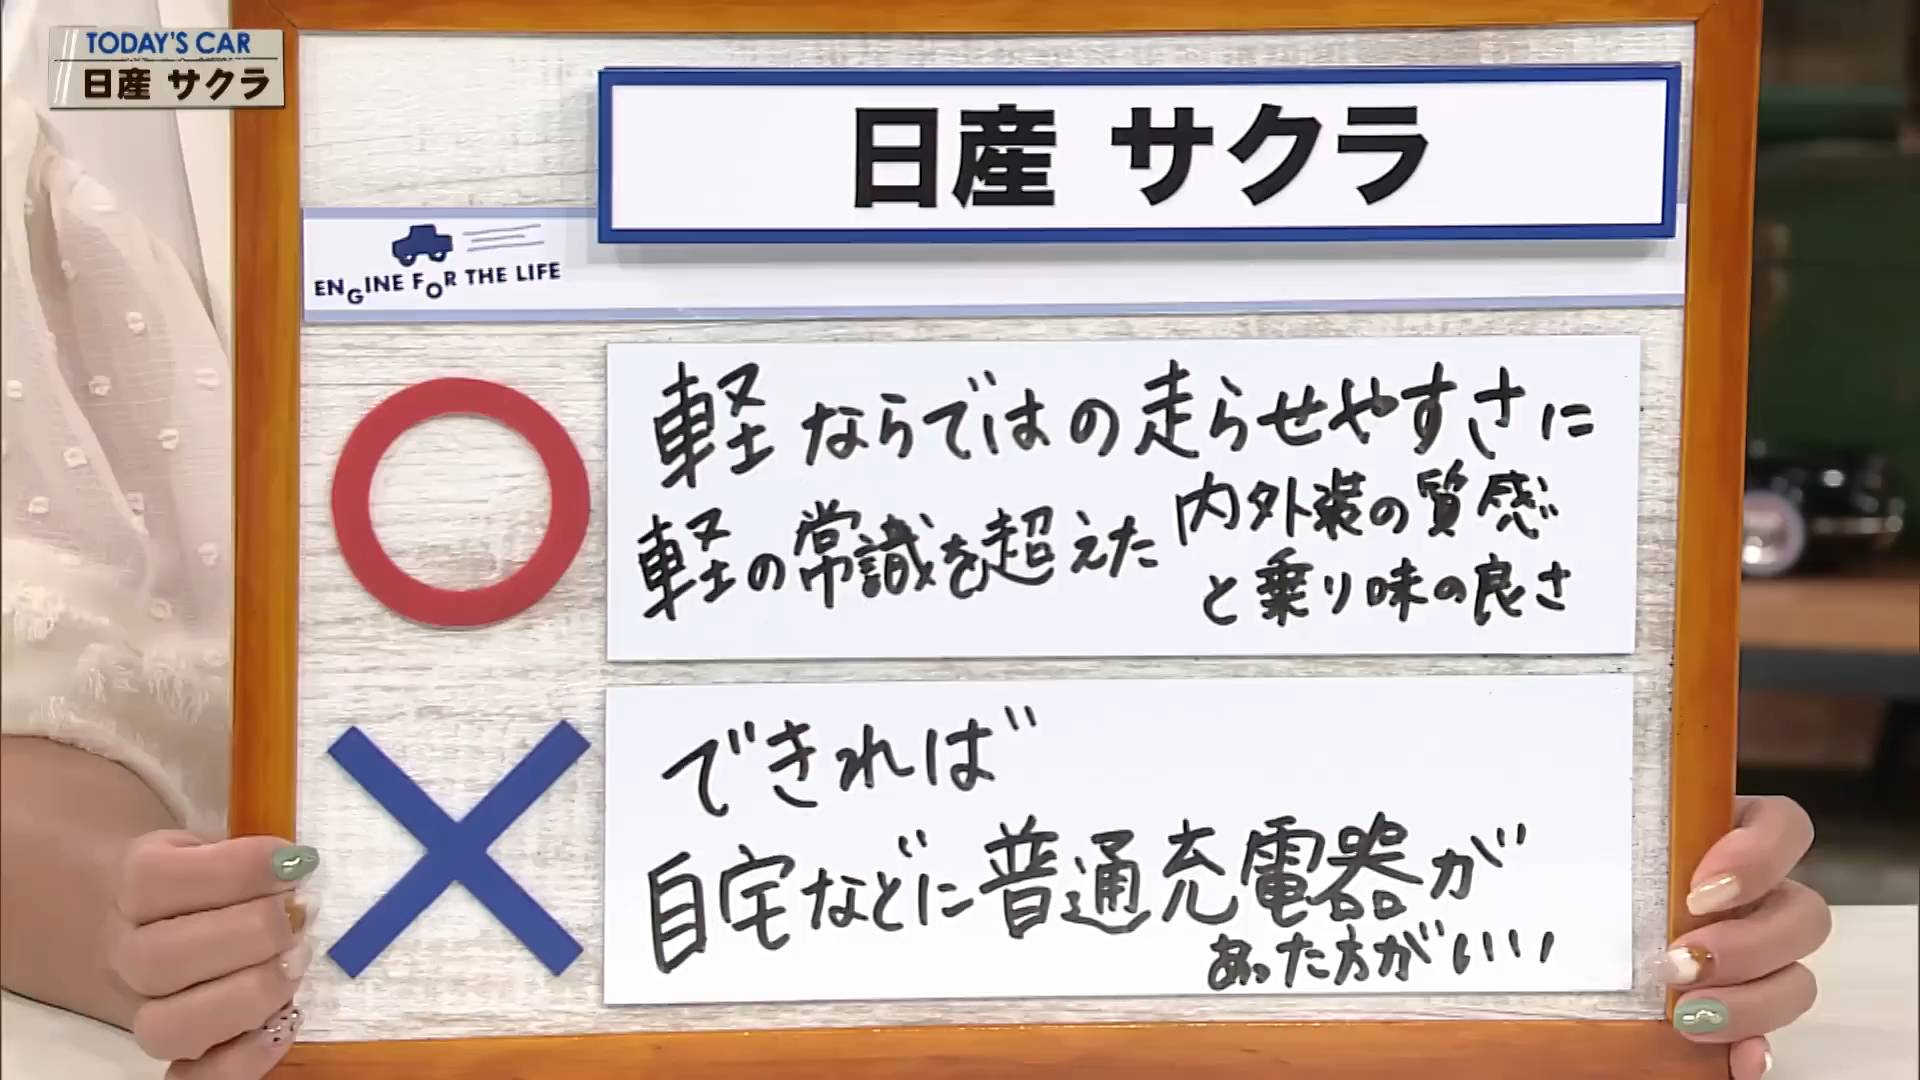 TODAY'S CAR
日産 サクラ
日産 サクラ
ENGINE FOR THE LIFE
軽ならではの走らせやすさに
軽の常識を超えた
内外装の質感
と乗り味の良さ
できれば
自宅などに普通充電器が
あった方がいい